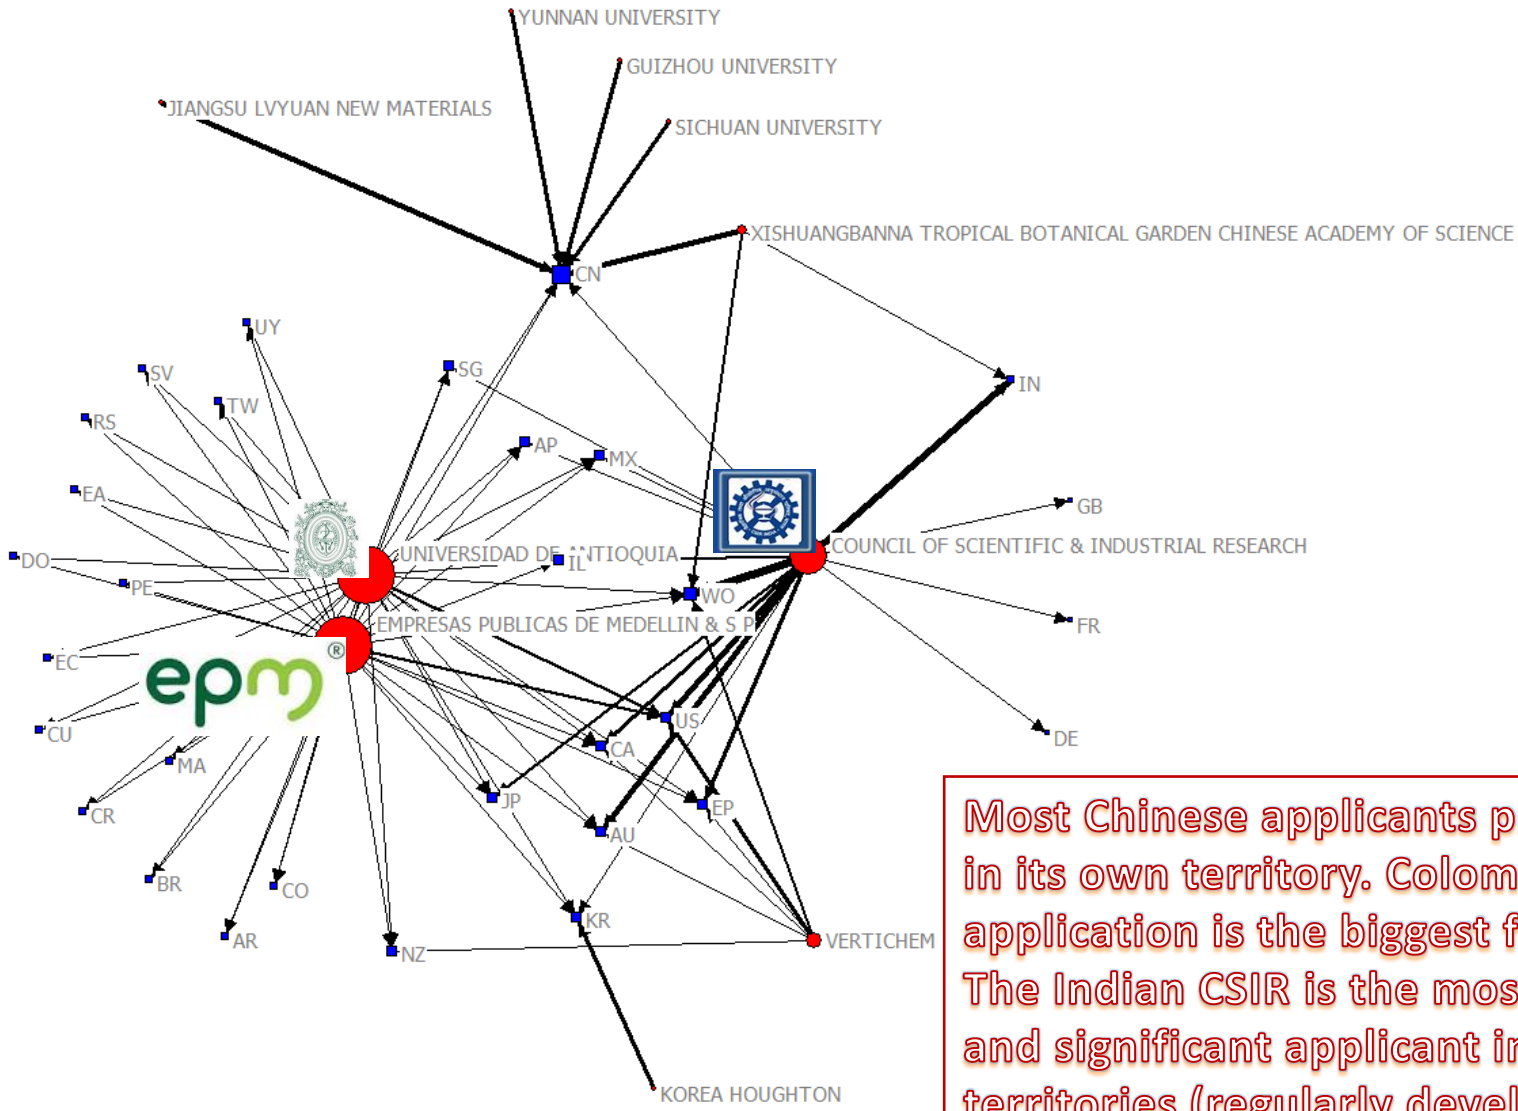 YUNNAN UNIVERSITY
GUIZHOU UNIVERSITY
JIANGSU LVYUAN NEW MATERIALS
SICHUAN UNIVERSITY
XISHUANGBANNA TROPICAL BOTANICAL GARDEN CHINESE ACADEMY OF SCIENCE
CN
UY
SV
SG
IN
TW
RS
AP
MX
EA
GB
UNIVERSIDAD DE ANTIOQUIA
COUNCIL OF SCIENTIFIC & INDUSTRIAL RESEARCH
DO
IL
PE
WO
EMPRESAS PUBLICAS DE MEDELLIN & S P
FR
EC
epm®
US
CU
DE
CA
MA
JP
EP
CR
AU
BR
CO
KR
AR
NZ
VERTICHEM
KOREA HOUGHTON
Most Chinese applicants p
in its own territory. Colom
application is the biggest f
The Indian CSIR is the mos
and significant applicant in
territories (regularly devel